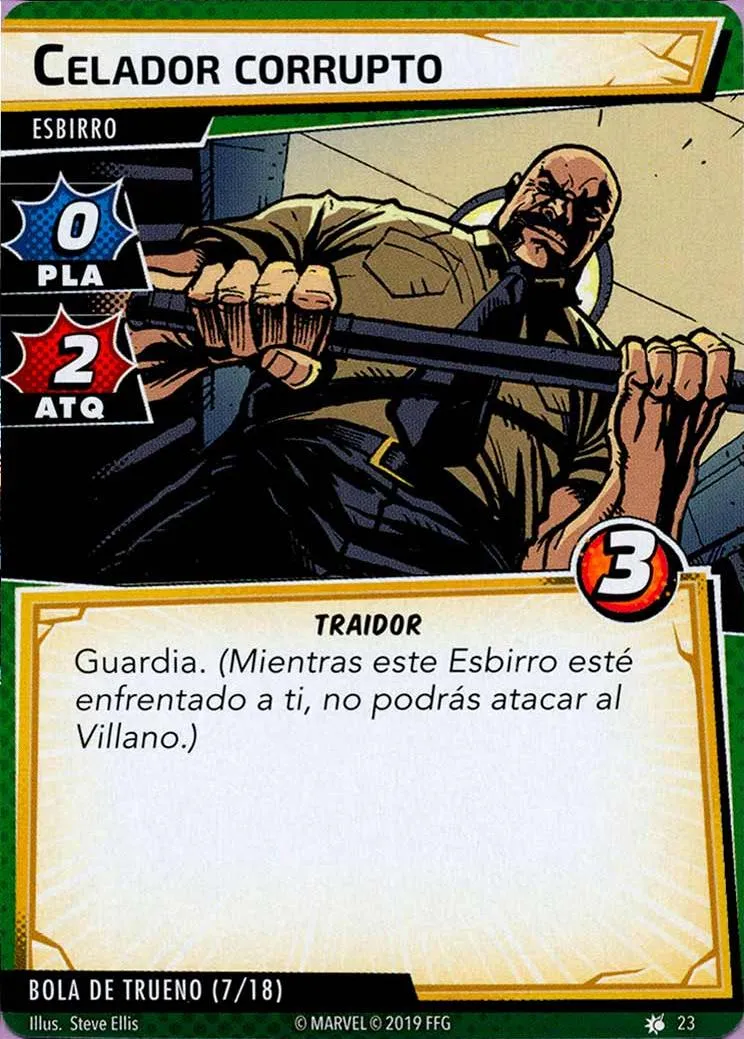 CELADOR CORRUPTO
ESBIRRO
0
PLA
2
ATQ
3
TRAIDOR
Guardia. (Mientras este Esbirro esté
enfrentado a ti, no podrás atacar al
Villano.)
BOLA DE TRUENO (7/18)
Illus. Steve Ellis © MARVEL © 2019 FFG 23